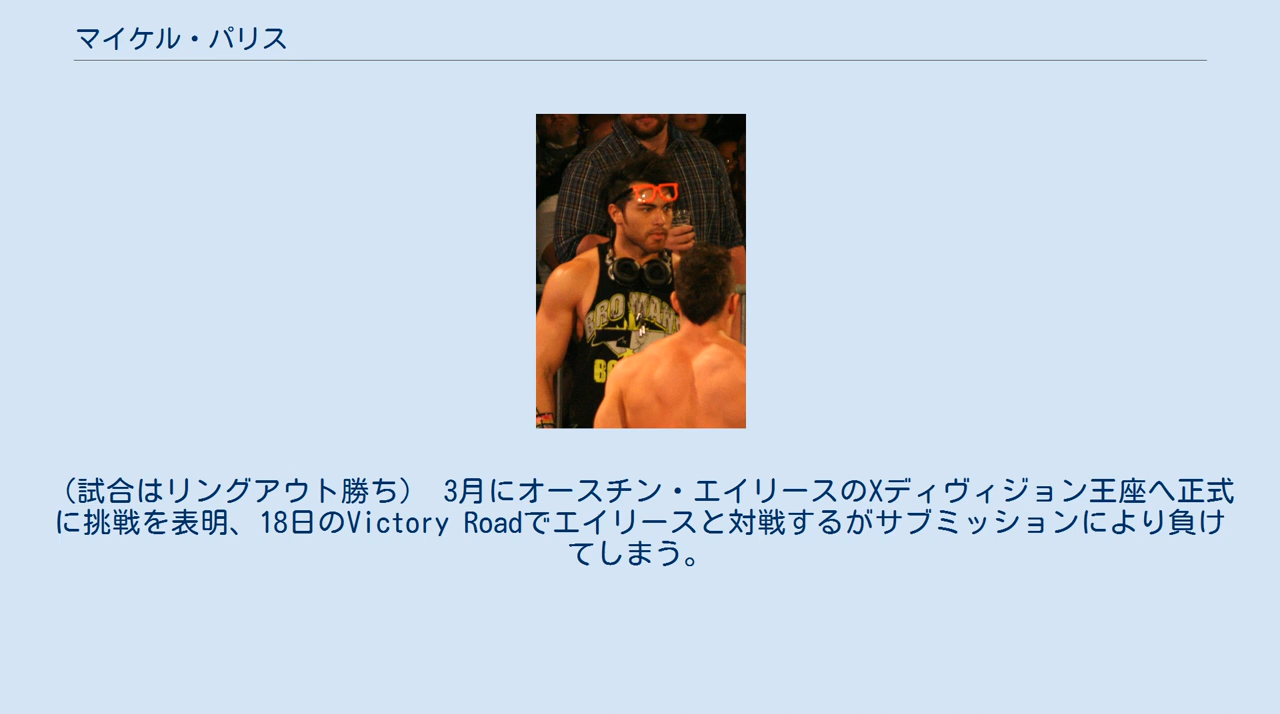 マイケル・パリス
BRO MANS
（試合はリングアウト勝ち） 3月にオースチン・エイリースのXディヴィジョン王座へ正式
に挑戦を表明、18日のVictory Roadでエイリースと対戦するがサブミッションにより負け
てしまう。